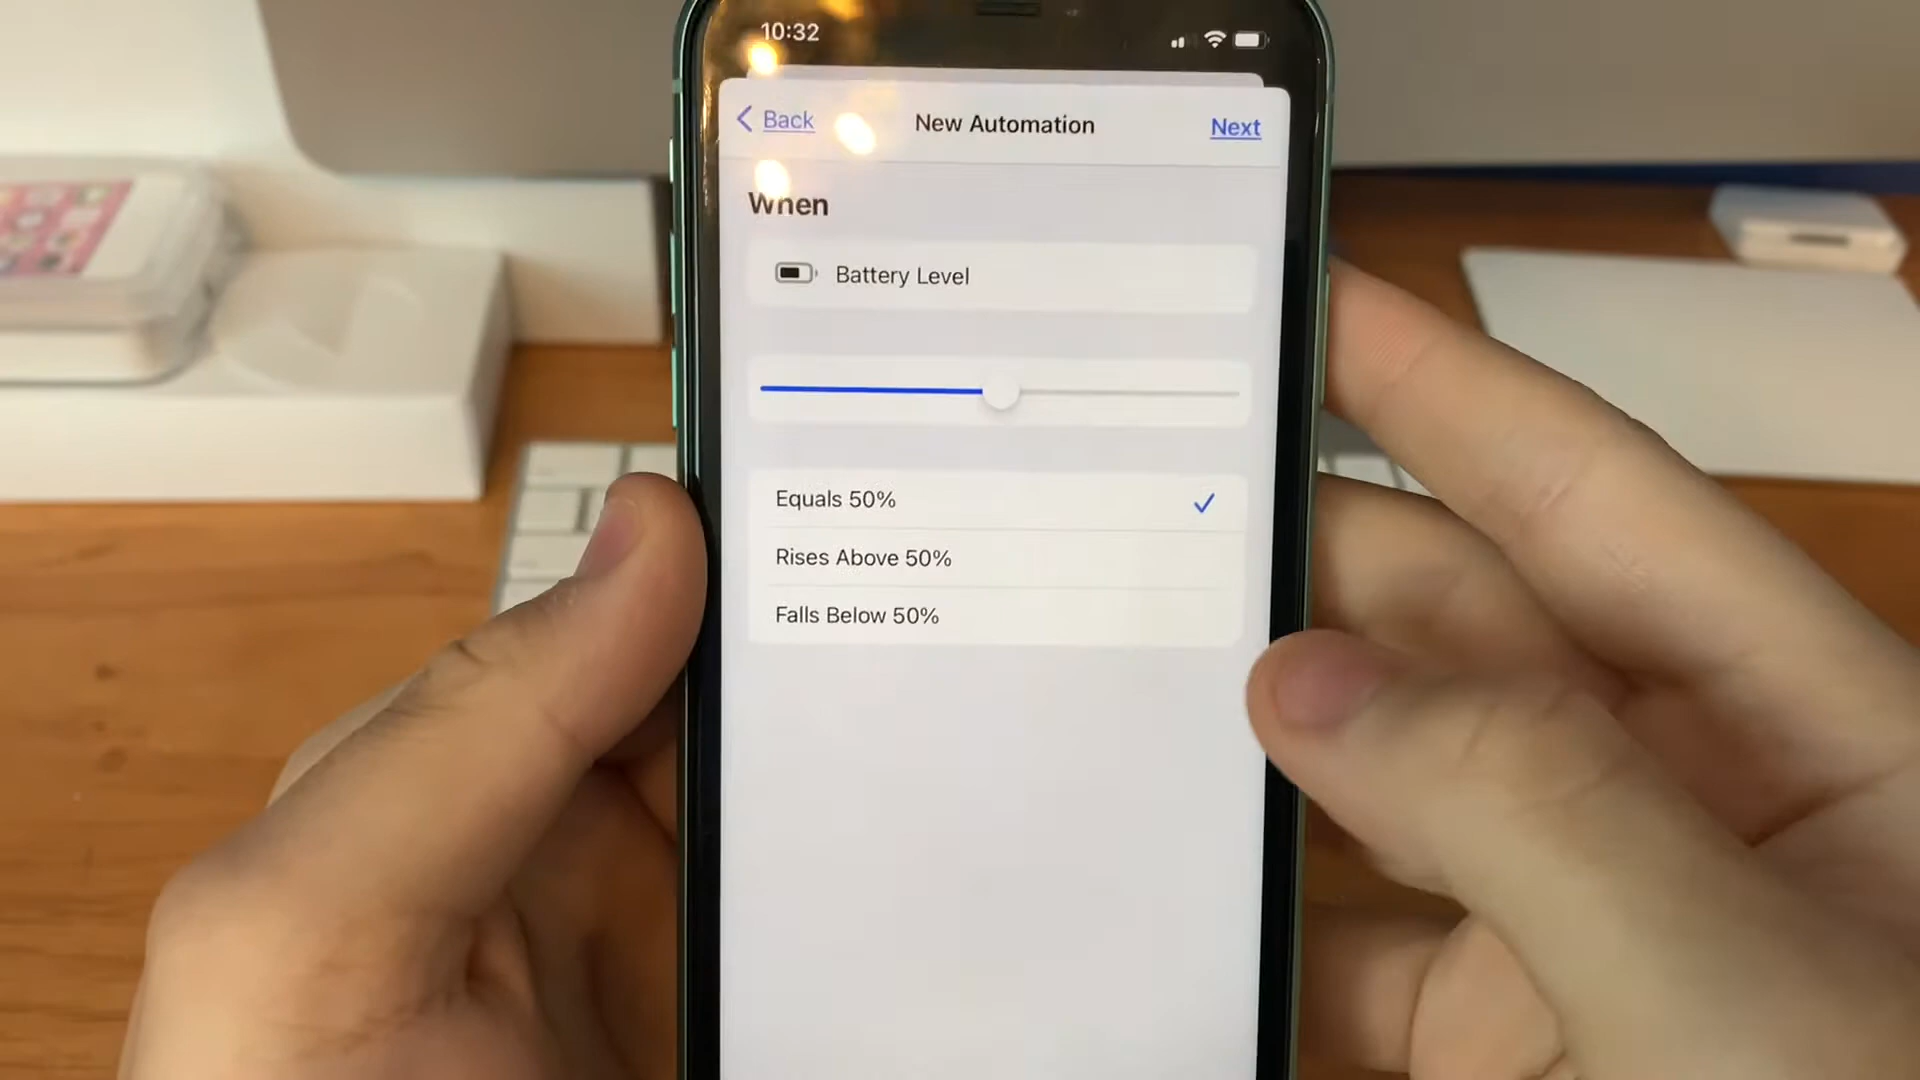 10:32
Back
New Automation
Next
When
Battery Level
Equals 50%
Rises Above 50%
Falls Below 50%